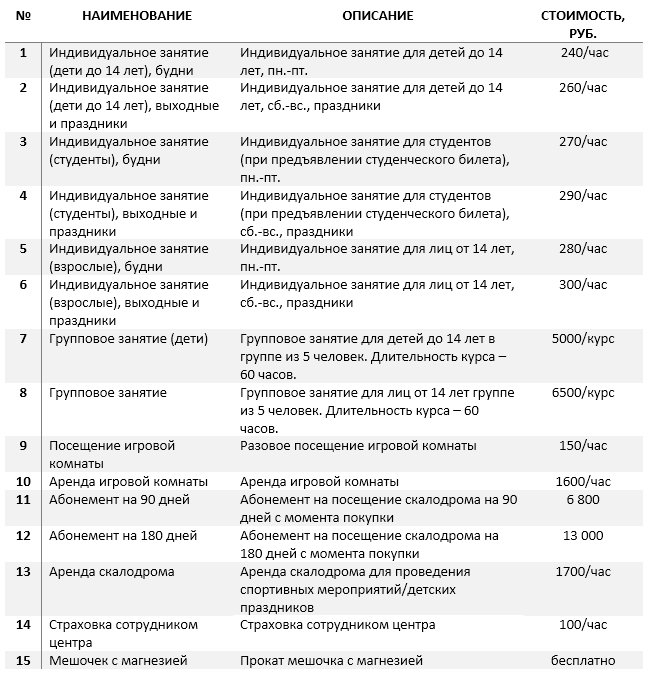 № НАИМЕНОВАНИЕ ОПИСАНИЕ СТОИМОСТЬ,
РУБ.
1 Индивидуальное занятие Индивидуальное занятие для детей до 14 240/час
(дети до 14 лет), будни лет, пн.-пт.
2 Индивидуальное занятие Индивидуальное занятие для детей до 14 260/час
(дети до 14 лет), выходные лет, сб.-вс., праздники
и праздники
3 Индивидуальное занятие Индивидуальное занятие для студентов 270/час
(студенты), будни (при предъявлении студенческого билета),
пн.-пт.
4 Индивидуальное занятие Индивидуальное занятие для студентов 290/час
(студенты), выходные и (при предъявлении студенческого билета),
праздники сб.-вс., праздники
5 Индивидуальное занятие Индивидуальное занятие для лиц от 14 лет, 280/час
(взрослые), будни пн.-пт.
6 Индивидуальное занятие Индивидуальное занятие для лиц от 14 лет, 300/час
(взрослые), выходные и сб.-вс., праздники
праздники
7 Групповое занятие (дети) Групповое занятие для детей до 14 лет в 5000/курс
группе из 5 человек. Длительность курса –
60 часов.
8 Групповое занятие Групповое занятие для лиц от 14 лет группе 6500/курс
из 5 человек. Длительность курса – 60
часов.
9 Посещение игровой Разовое посещение игровой комнаты 150/час
комнаты
10 Аренда игровой комнаты Аренда игровой комнаты 1600/час
11 Абонемент на 90 дней Абонемент на посещение скалодрома на 90 6 800
дней с момента покупки
12 Абонемент на 180 дней Абонемент на посещение скалодрома на 13 000
180 дней с момента покупки
13 Аренда скалодрома Аренда скалодрома для проведения 1700/час
спортивных мероприятий/детских
праздников
14 Страховка сотрудником Страховка сотрудником центра 100/час
центра
15 Мешочек с магнезией Прокат мешочка с магнезией бесплатно